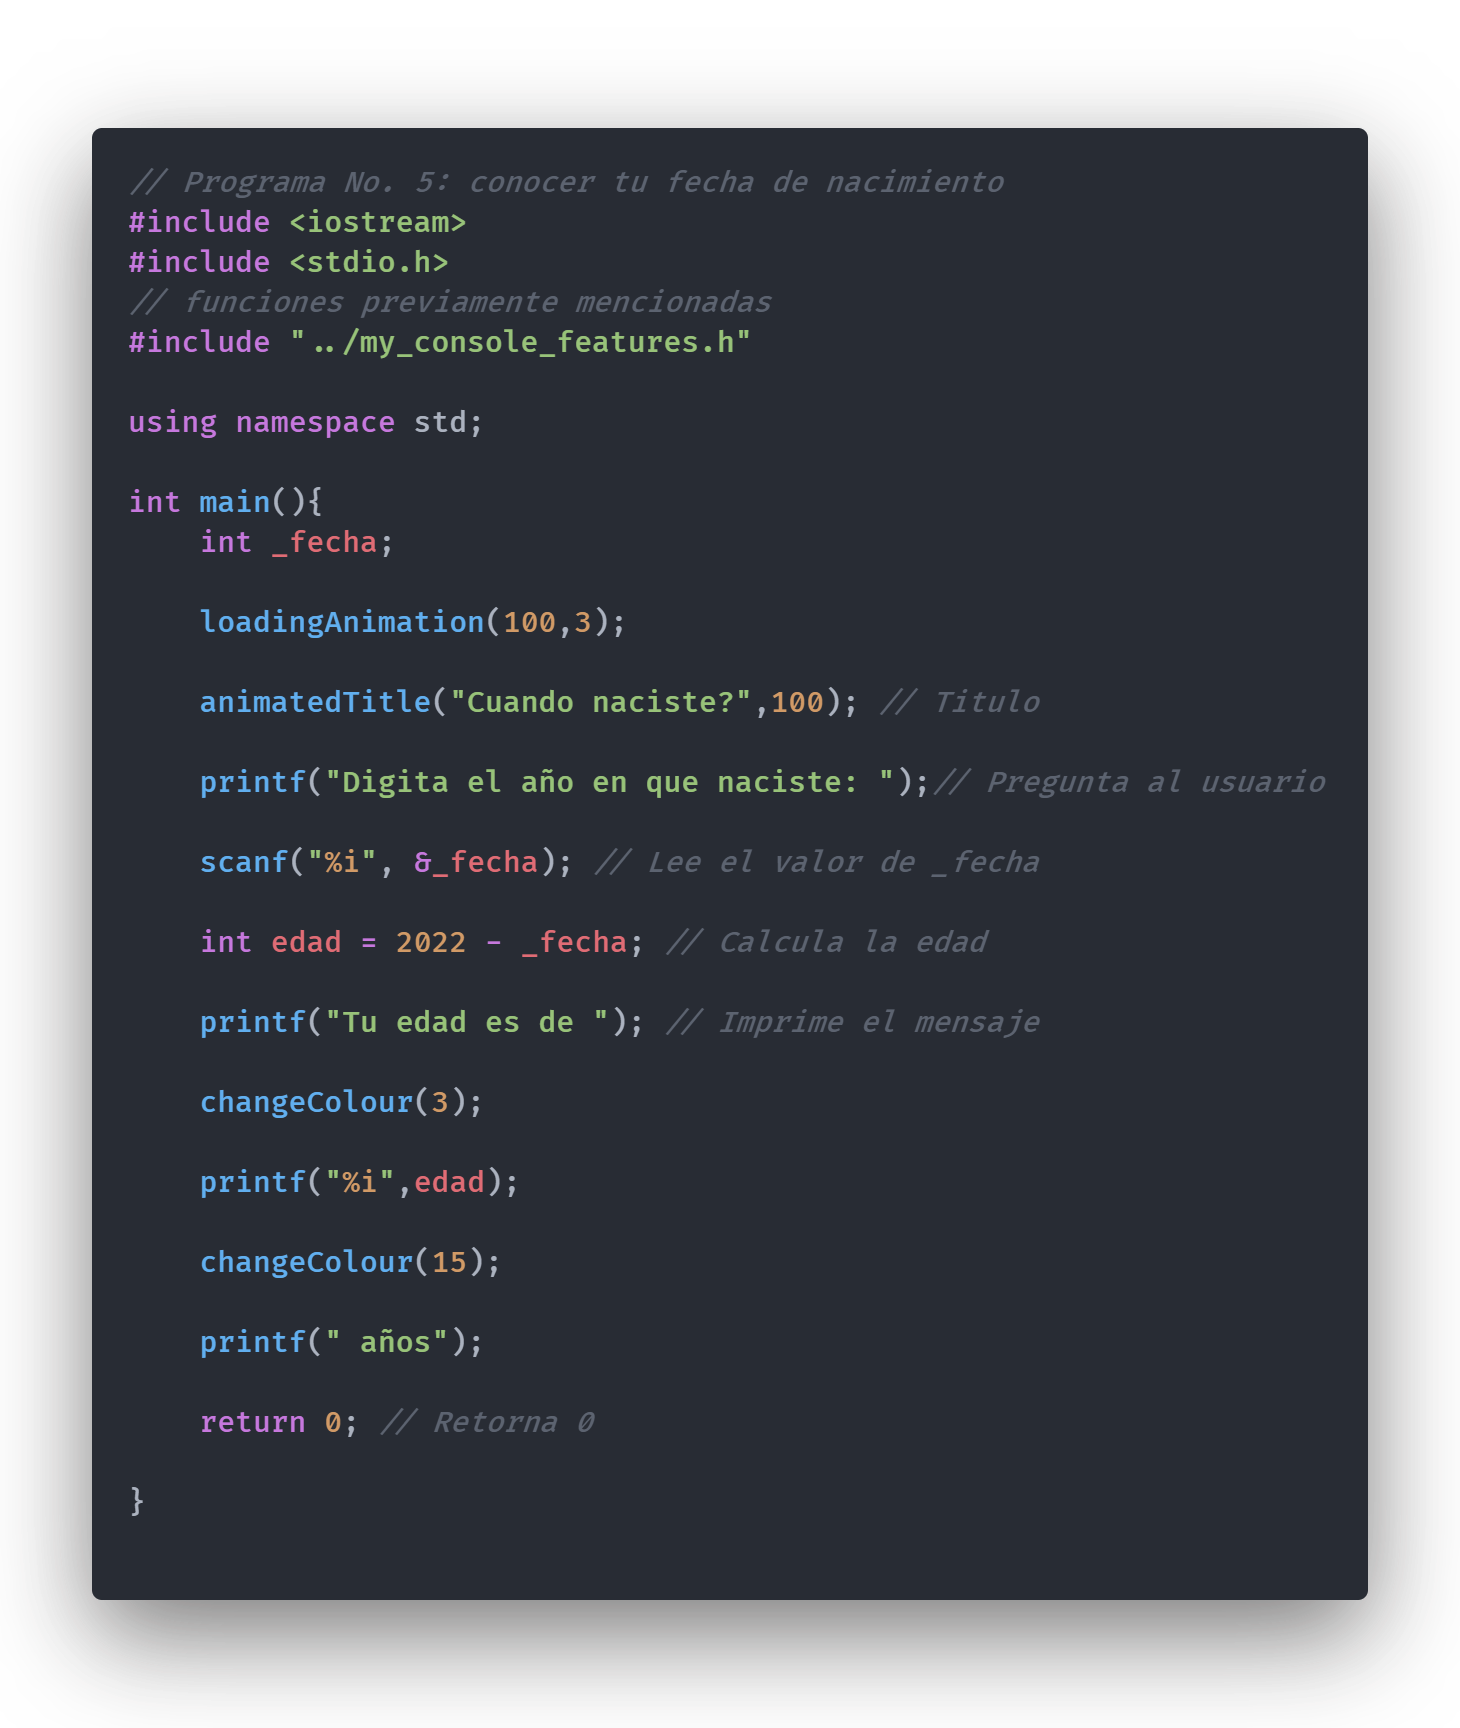 // Programa No. 5: conocer tu fecha de nacimiento
#include <iostream>
#include <stdio.h>
// funciones previamente mencionadas
#include "../my_console_features.h"
using namespace std;
int main(){
    int _fecha;
    loadingAnimation(100,3);
    animatedTitle("Cuando naciste?",100); // Titulo
    printf("Digita el año en que naciste: ");// Pregunta al usuario
    scanf("%i", &_fecha); // Lee el valor de _fecha
    int edad = 2022 - _fecha; // Calcula la edad
    printf("Tu edad es de "); // Imprime el mensaje
    changeColour(3);
    printf("%i",edad);
    changeColour(15);
    printf(" años");
    return 0; // Retorna 0
}